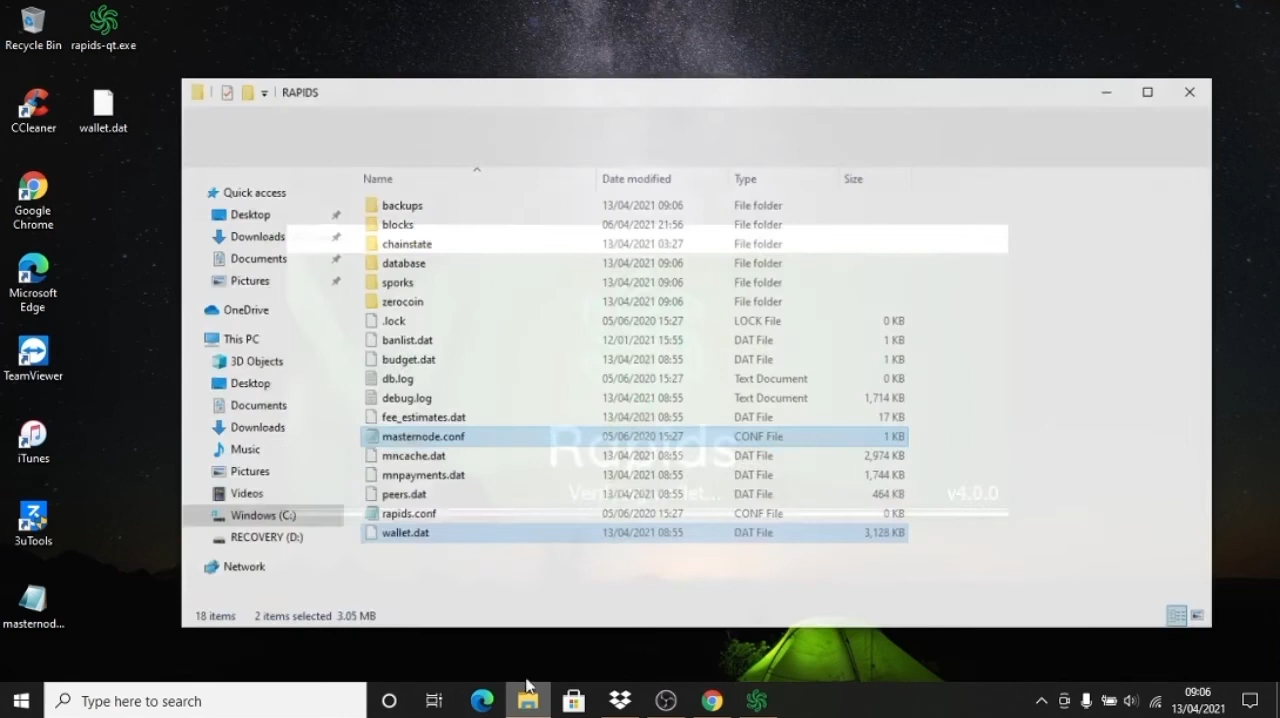 Recycle Bin
rapids-qt.exe
CCleaner
wallet.dat
Google
Chrome
Microsoft
Edge
TeamViewer
iTunes
3uTools
masternod...
RAPIDS
Name Date modified Type Size
Quick access
Desktop
Downloads
Documents
Pictures
OneDrive
This PC
3D Objects
Desktop
Documents
Downloads
Music
Pictures
Videos
Windows (C:)
RECOVERY (D:)
Network
backups 13/04/2021 09:06 File folder
blocks 06/04/2021 21:56 File folder
chainstate 13/04/2021 03:27 File folder
database 13/04/2021 09:06 File folder
sporks 13/04/2021 09:06 File folder
zerocoin 13/04/2021 09:06 File folder
.lock 05/06/2020 15:27 LOCK File 0 KB
banlist.dat 12/01/2021 15:55 DAT File 1 KB
budget.dat 13/04/2021 08:55 DAT File 1 KB
db.log 05/06/2020 15:27 Text Document 0 KB
debug.log 13/04/2021 08:55 Text Document 1,714 KB
fee_estimates.dat 13/04/2021 08:55 DAT File 17 KB
masternode.conf 05/06/2020 15:27 CONF File 1 KB
mncache.dat 13/04/2021 08:55 DAT File 2,974 KB
mnpayments.dat 13/04/2021 08:55 DAT File 1,744 KB
peers.dat 13/04/2021 08:55 DAT File 464 KB
rapids.conf 05/06/2020 15:27 CONF File 0 KB
wallet.dat 13/04/2021 08:55 DAT File 3,128 KB
Rapids
v4.0.0
18 items 2 items selected 3.05 MB
Type here to search
09:06
13/04/2021